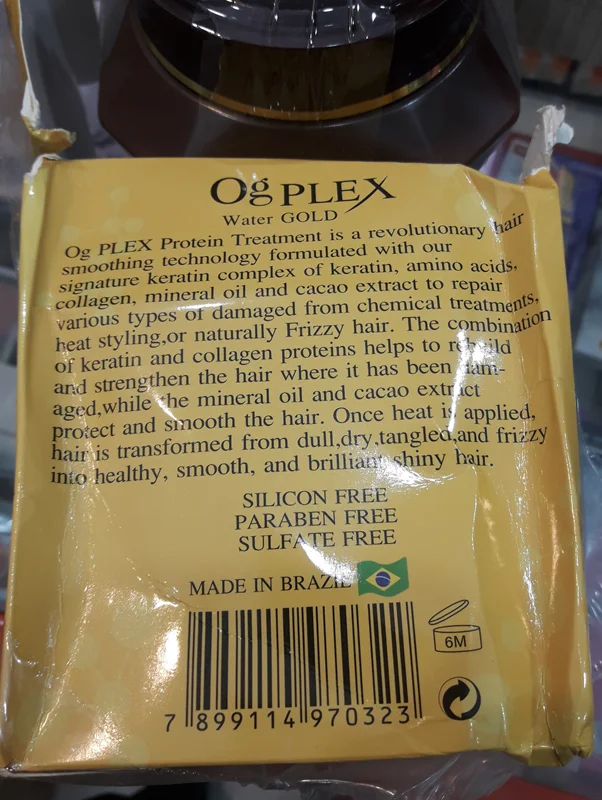 Og PLEX
Water GOLD
Og PLEX Protein Treatment is a revolutionary hair
smoothing technology formulated with our
signature keratin complex of keratin, amino acids,
collagen, mineral oil and cacao extract to repair
various types of damaged from chemical treatments,
heat styling,or naturally Frizzy hair. The combination
of keratin and collagen proteins helps to rebuild
and strengthen the hair where it has been dam-
aged,while the mineral oil and cacao extract
protect and smooth the hair. Once heat is applied,
hair is transformed from dull,dry,tangled,and frizzy
into healthy, smooth, and brilliant shiny hair.
SILICON FREE
PARABEN FREE
SULFATE FREE
MADE IN BRAZIL
6M
7 899114 970323